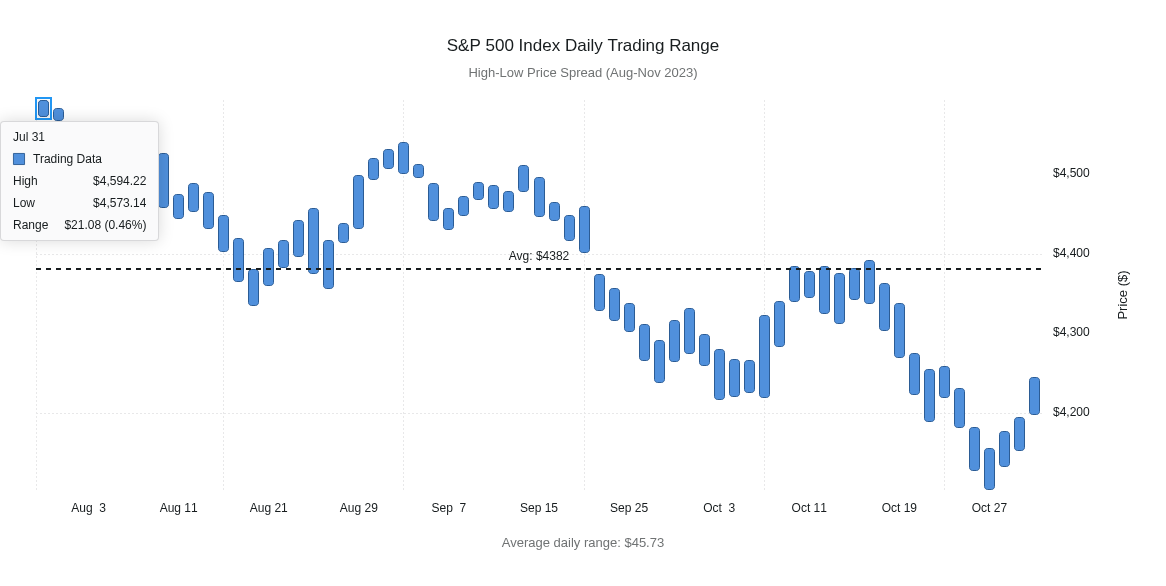 S&P 500 Index Daily Trading Range
High-Low Price Spread (Aug-Nov 2023)
Jul 31
Trading Data
High $4,594.22
Low $4,573.14
Range $21.08 (0.46%)
Avg: $4382
$4,500
$4,400
$4,300
$4,200
Price ($)
Aug 3 Aug 11 Aug 21 Aug 29 Sep 7 Sep 15 Sep 25 Oct 3 Oct 11 Oct 19 Oct 27
Average daily range: $45.73